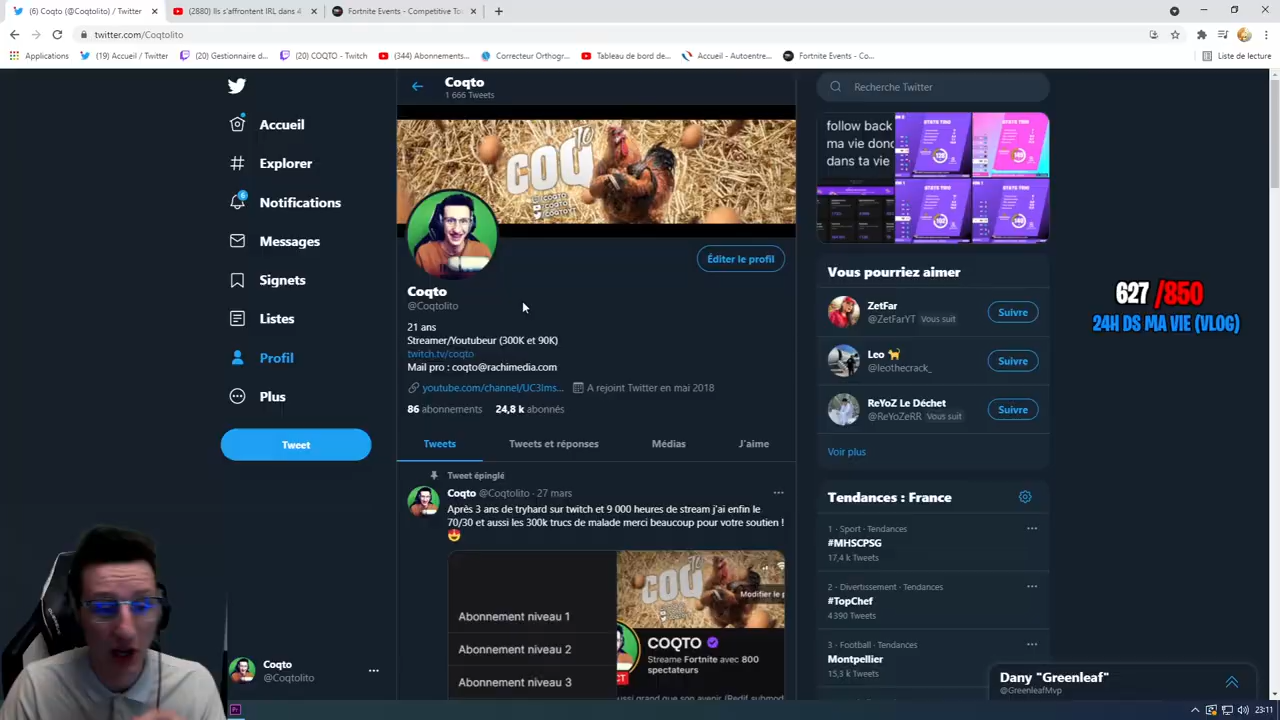 (6) Coqto (@Coqtolito) / Twitter
(2880) Ils s'affrontent IRL dans 4
Fortnite Events - Competitive To
twitter.com/Coqtolito
Applications
(19) Accueil / Twitter
(20) Gestionnaire d...
(20) COQTO - Twitch
(344) Abonnements...
Correcteur Orthogr...
Tableau de bord de...
Accueil - Autoentre...
Fortnite Events - Co...
Liste de lecture
Accueil
Explorer
6
Notifications
Messages
Signets
Listes
Profil
Plus
Tweet
Coqto
@Coqtolito
Coqto
1 666 Tweets
COQ
COQTO
COQTO
Éditer le profil
Coqto
@Coqtolito
21 ans
Streamer/Youtubeur (300K et 90K)
twitch.tv/coqto
Mail pro : coqto@rachimedia.com
youtube.com/channel/UC3Ims...
A rejoint Twitter en mai 2018
86 abonnements 24,8 k abonnés
Tweets
Tweets et réponses
Médias
J'aime
Tweet épinglé
Coqto @Coqtolito · 27 mars
Après 3 ans de tryhard sur twitch et 9 000 heures de stream j'ai enfin le
70/30 et aussi les 300k trucs de malade merci beaucoup pour votre soutien !
Abonnement niveau 1
Abonnement niveau 2
Abonnement niveau 3
COQ
Modifier le p
COQTO
Streame Fortnite avec 800
spectateurs
Recherche Twitter
follow back
ma vie donc
dans ta vie
Vous pourriez aimer
ZetFar
@ZetFarYT Vous suit
Suivre
Leo
@leothecrack_
Suivre
ReYoZ Le Déchet
@ReYoZeRR Vous suit
Suivre
Voir plus
Tendances : France
1 · Sport · Tendances
#MHSCPSG
17,4 k Tweets
2 · Divertissement · Tendances
#TopChef
4 390 Tweets
3 · Football · Tendances
Montpellier
15,3 k Tweets
627 /850
24H DS MA VIE (VLOG)
Dany "Greenleaf"
@GreenleafMvp
Pr
23:11